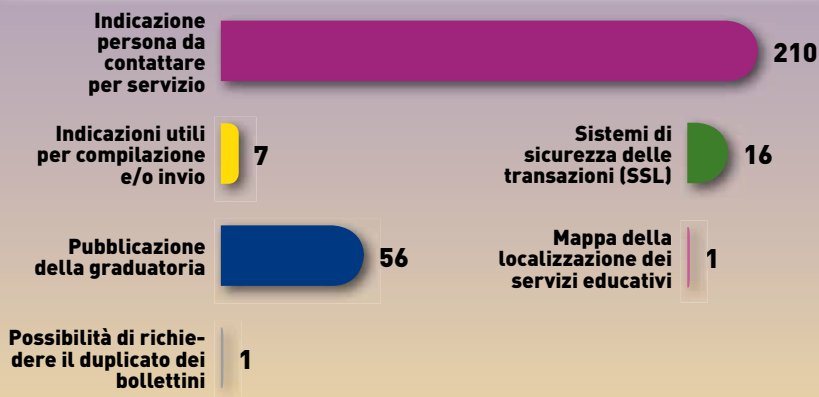 Indicazione
persona da
contattare
per servizio
210
Indicazioni utili
per compilazione
e/o invio
7
Sistemi di
sicurezza delle
transazioni (SSL)
16
Pubblicazione
della graduatoria
56
Mappa della
localizzazione dei
servizi educativi
1
Possibilità di richie-
dere il duplicato dei
bollettini
1